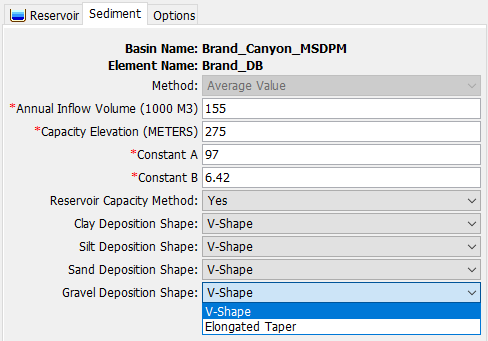 Reservoir Sediment Options
Basin Name: Brand_Canyon_MSDPM
Element Name: Brand_DB
Method: Average Value
*Annual Inflow Volume (1000 M3) 155
*Capacity Elevation (METERS) 275
*Constant A 97
*Constant B 6.42
Reservoir Capacity Method: Yes
Clay Deposition Shape: V-Shape
Silt Deposition Shape: V-Shape
Sand Deposition Shape: V-Shape
Gravel Deposition Shape: V-Shape
V-Shape
Elongated Taper